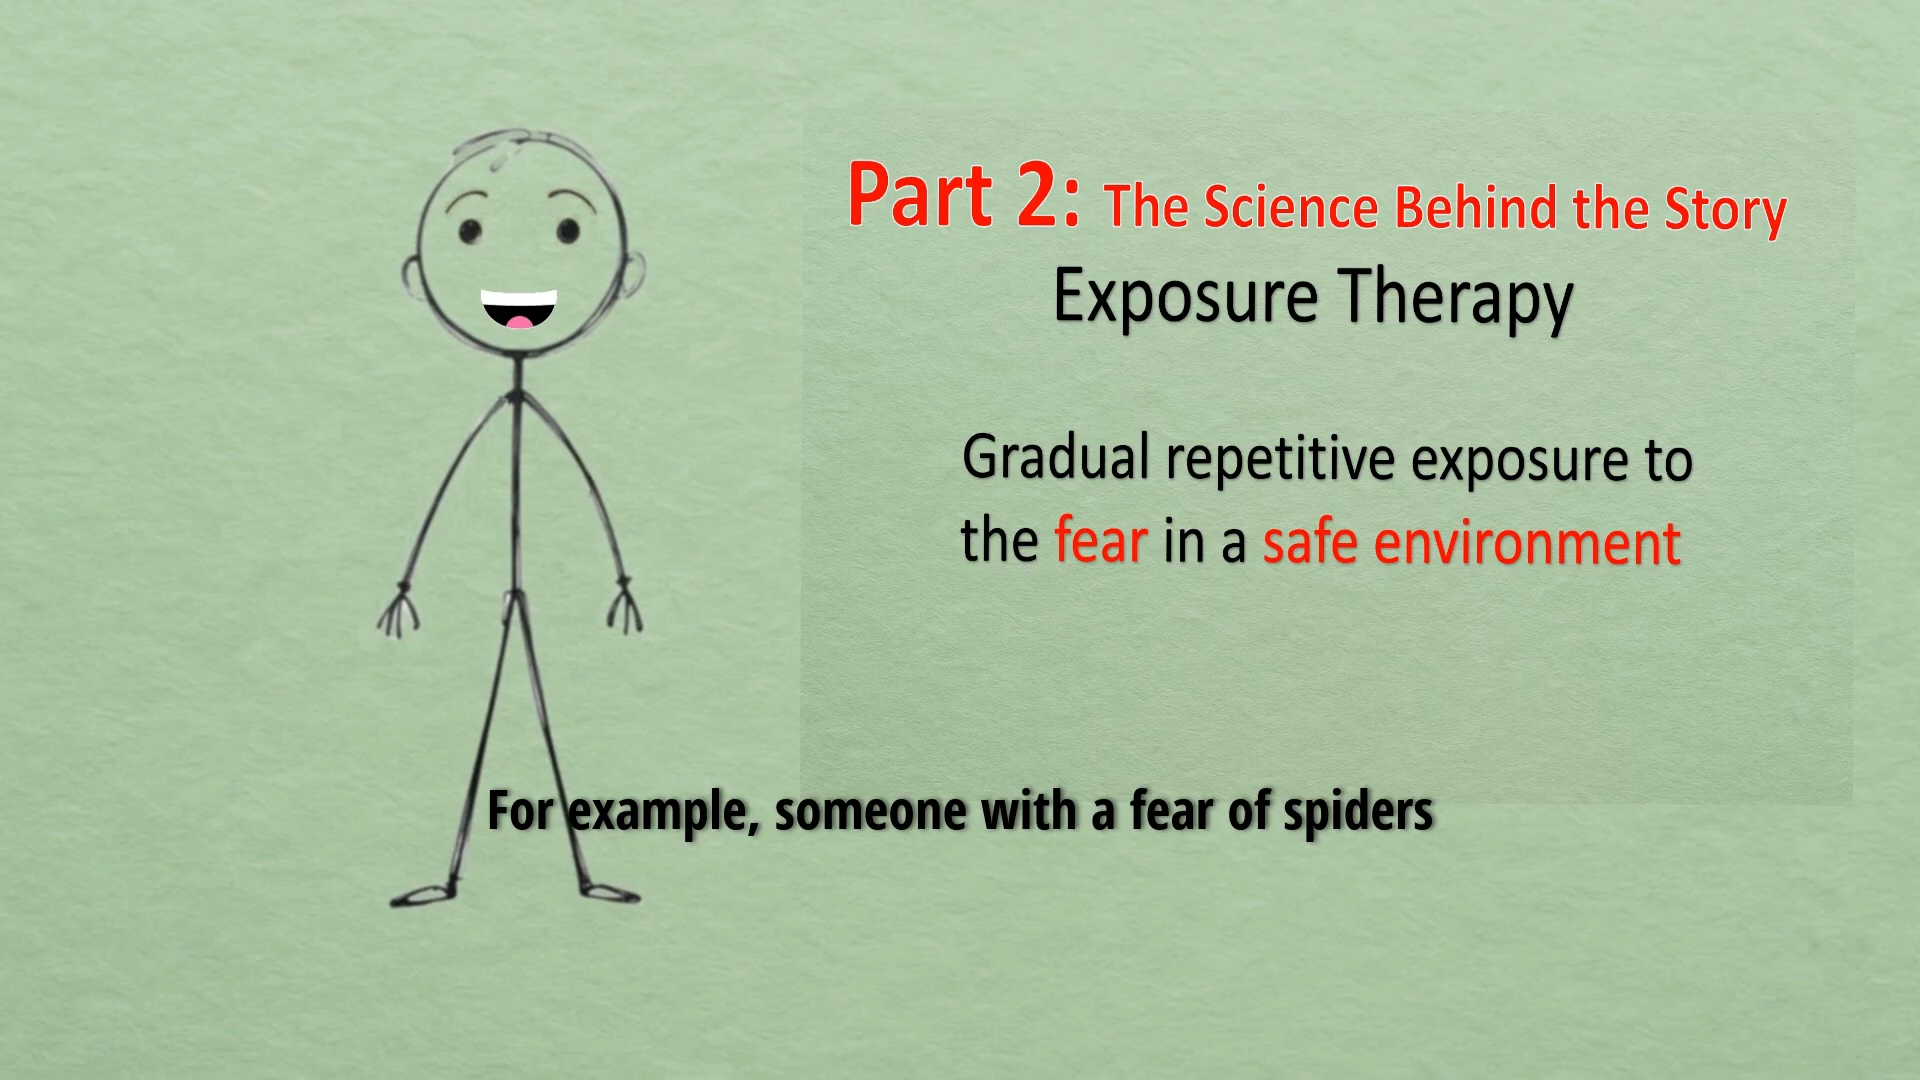 Part 2: The Science Behind the Story
Exposure Therapy
Gradual repetitive exposure to
the fear in a safe environment
For example, someone with a fear of spiders